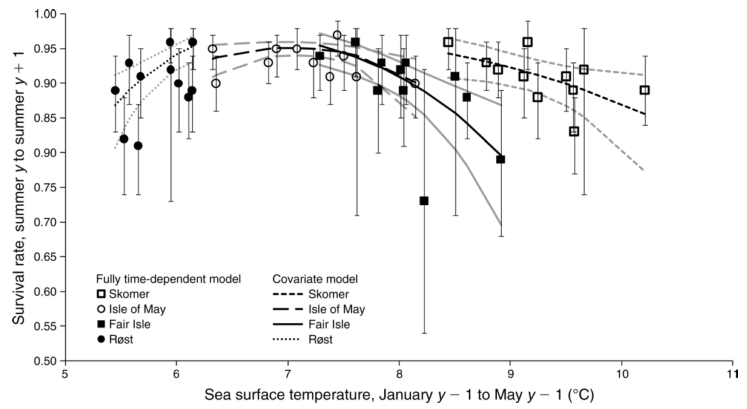 Survival rate, summer y to summer y + 1
1.00
0.95
0.90
0.85
0.80
0.75
0.70
0.65
0.60
0.55
0.50
Fully time-dependent model
Skomer
Isle of May
Fair Isle
Røst
Covariate model
Skomer
Isle of May
Fair Isle
Røst
5 6 7 8 9 10 11
Sea surface temperature, January y − 1 to May y − 1 (°C)